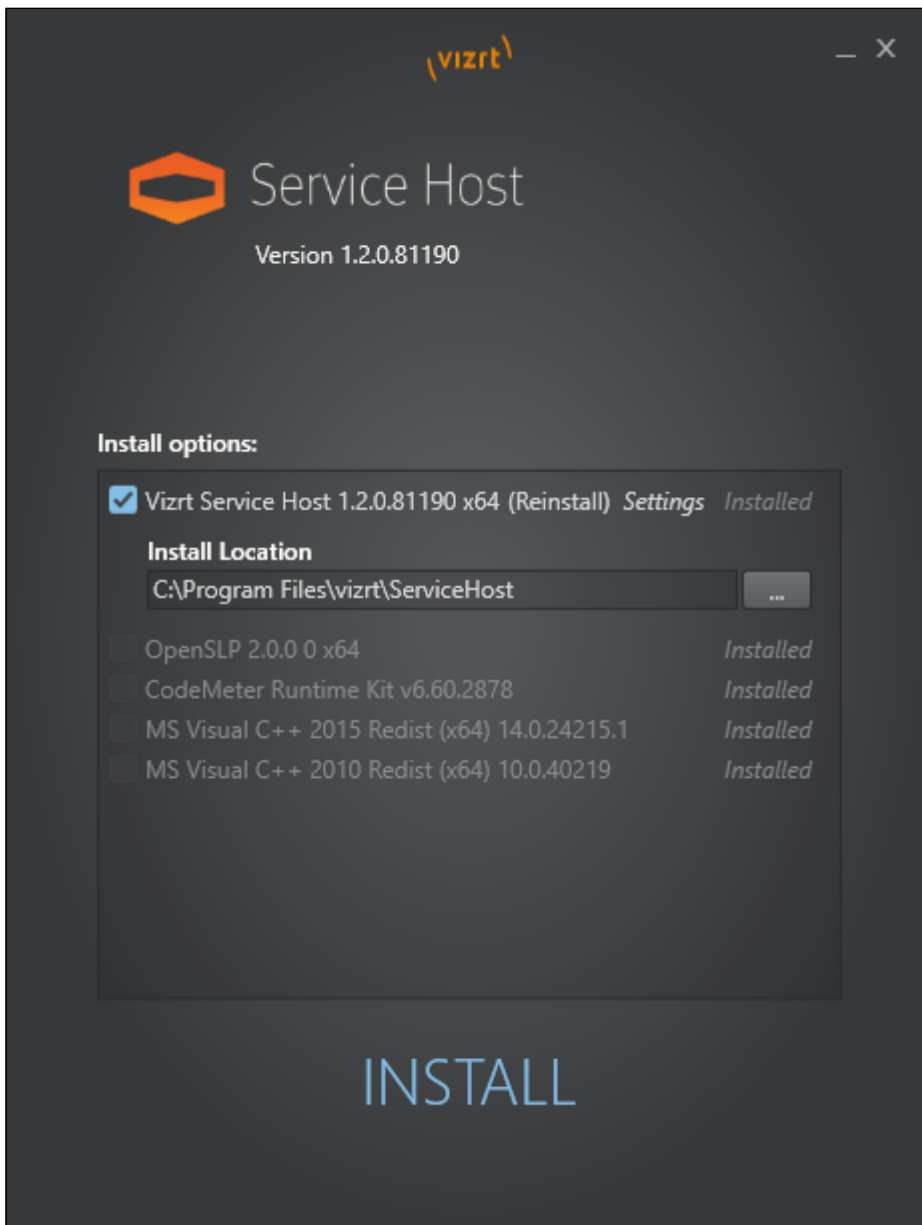 vizrt
Service Host
Version 1.2.0.81190
Install options:
Vizrt Service Host 1.2.0.81190 x64 (Reinstall) Settings Installed
Install Location
C:\Program Files\vizrt\ServiceHost
...
OpenSLP 2.0.0 0 x64 Installed
CodeMeter Runtime Kit v6.60.2878 Installed
MS Visual C++ 2015 Redist (x64) 14.0.24215.1 Installed
MS Visual C++ 2010 Redist (x64) 10.0.40219 Installed
INSTALL